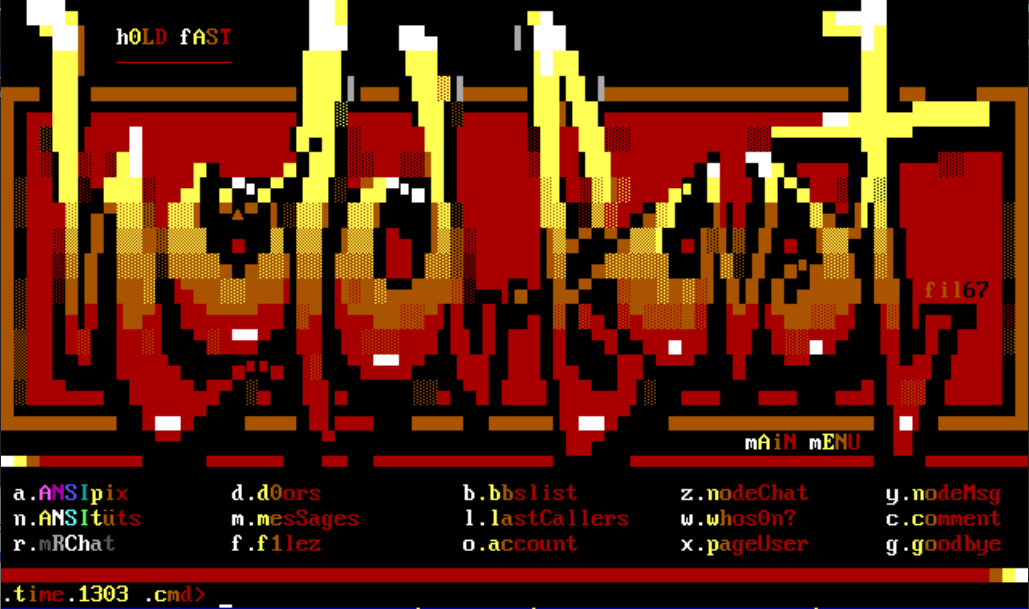 hOLD fAST
fil67
mAiN mENU
a.ANSIpix d.d0ors b.bbslist z.nodeChat y.nodeMsg
n.ANSItüts m.mesSages l.lastCallers w.whos0n? c.comment
r.mRChat f.f1lez o.account x.pageUser g.goodbye
.time.1303 .cmd>